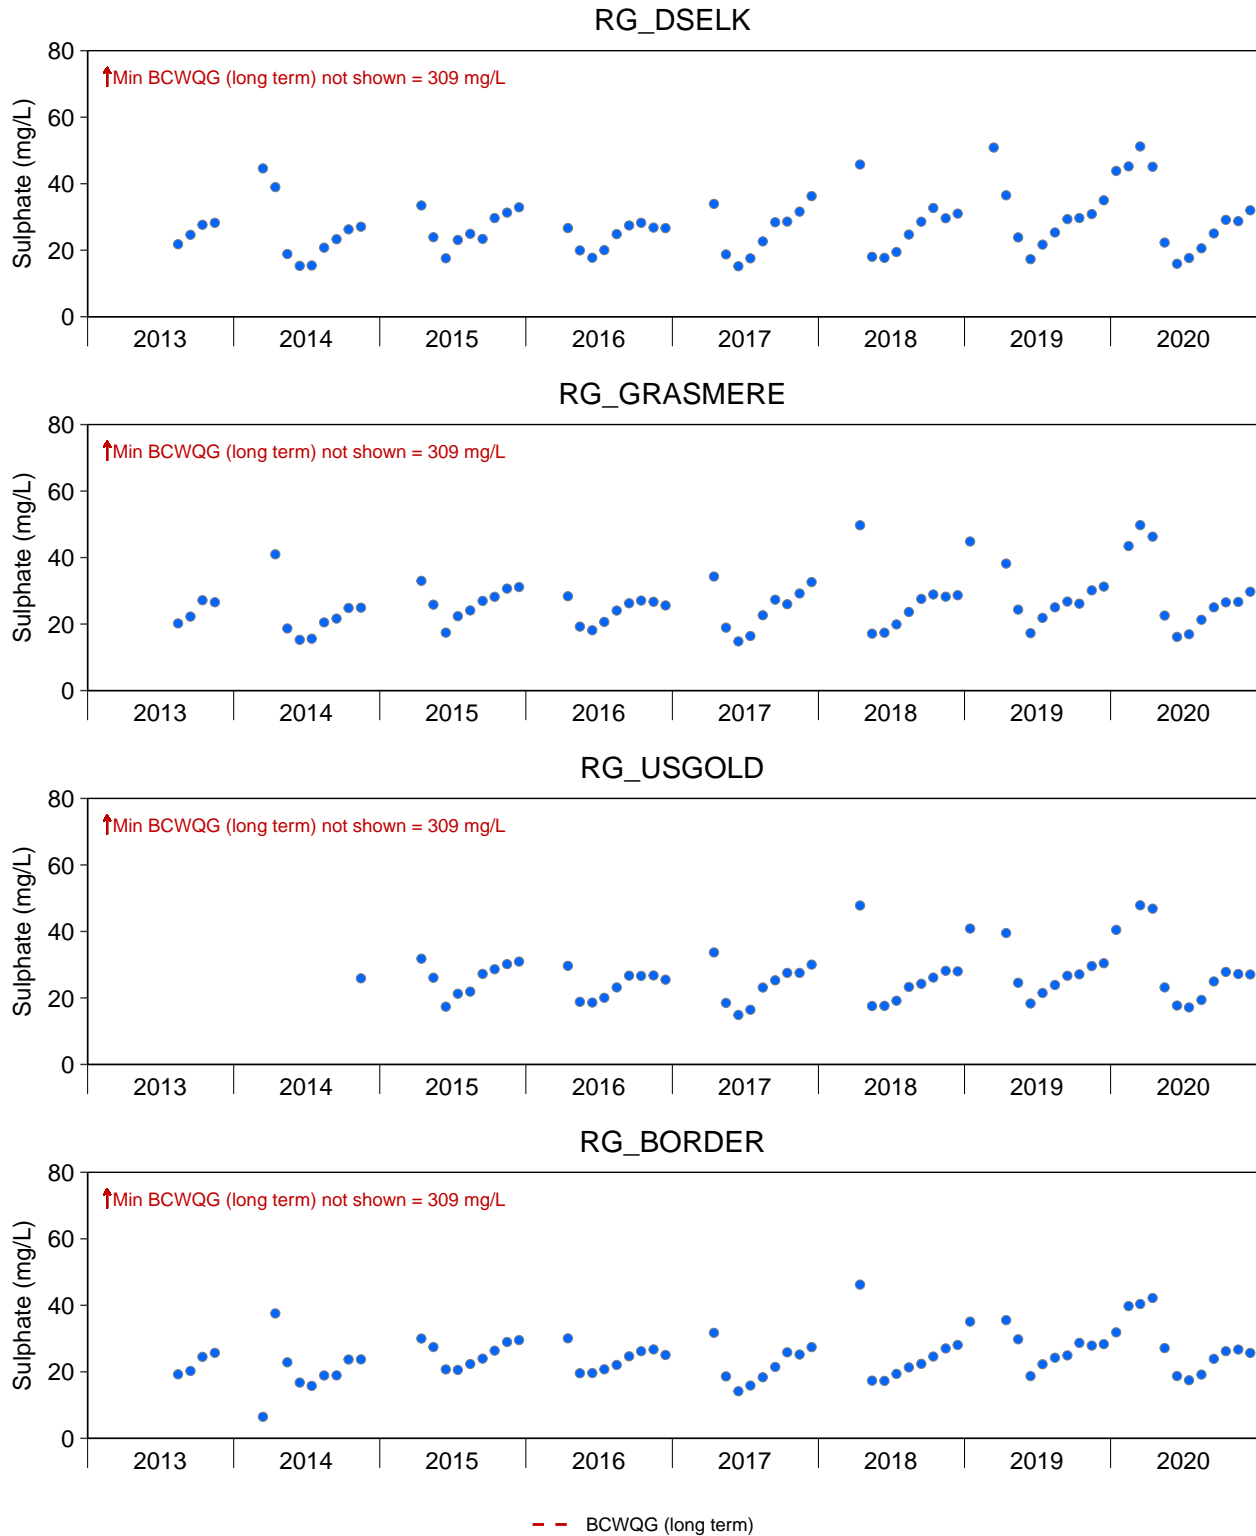 RG_DSELK
Min BCWQG (long term) not shown = 309 mg/L
Sulphate (mg/L)
80
60
40
20
0
2013 2014 2015 2016 2017 2018 2019 2020
RG_GRASMERE
Min BCWQG (long term) not shown = 309 mg/L
Sulphate (mg/L)
80
60
40
20
0
2013 2014 2015 2016 2017 2018 2019 2020
RG_USGOLD
Min BCWQG (long term) not shown = 309 mg/L
Sulphate (mg/L)
80
60
40
20
0
2013 2014 2015 2016 2017 2018 2019 2020
RG_BORDER
Min BCWQG (long term) not shown = 309 mg/L
Sulphate (mg/L)
80
60
40
20
0
2013 2014 2015 2016 2017 2018 2019 2020
BCWQG (long term)